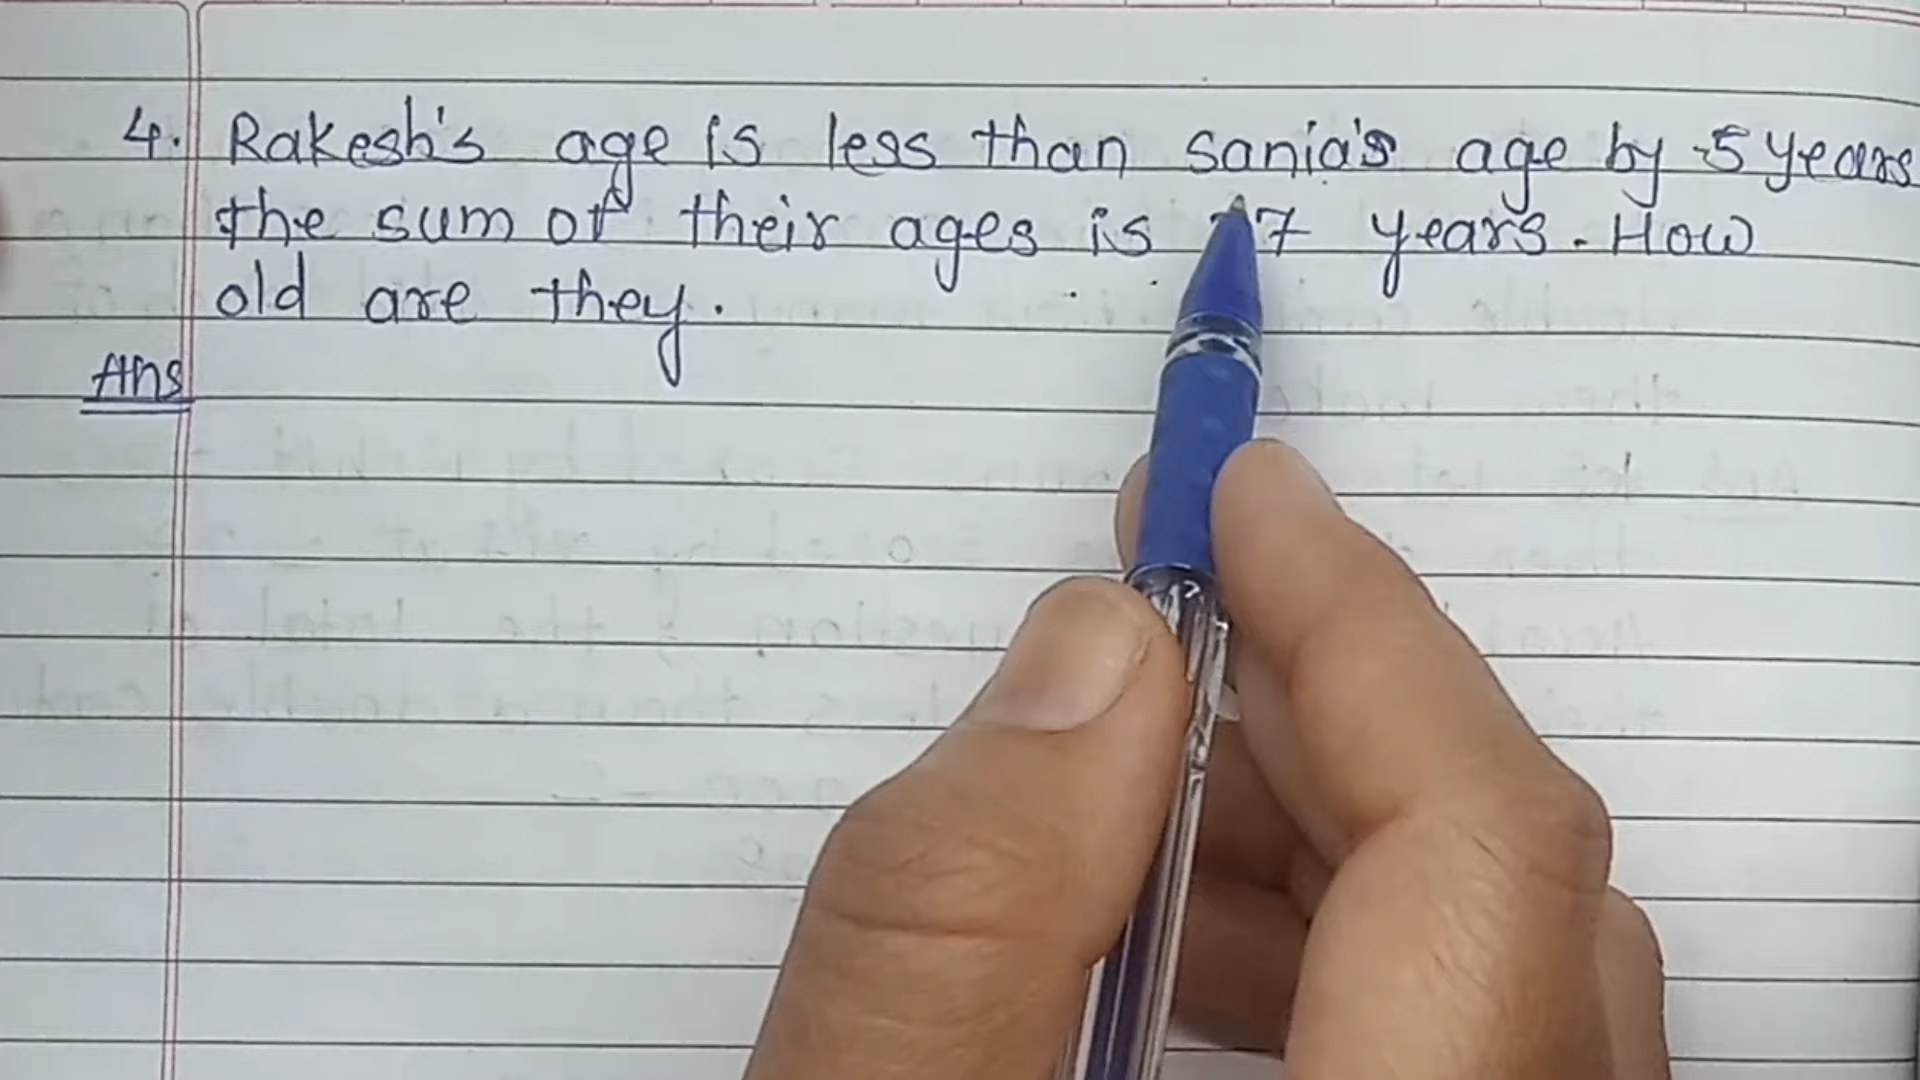 4. Rakesh's age is less than sania's age by 5 years
the sum of their ages is years. How
old are they.
Ans